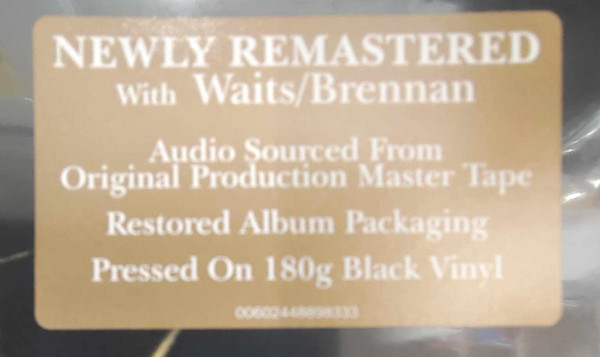 NEWLY REMASTERED
With Waits/Brennan
Audio Sourced From
Original Production Master Tape
Restored Album Packaging
Pressed On 180g Black Vinyl
00602448898333